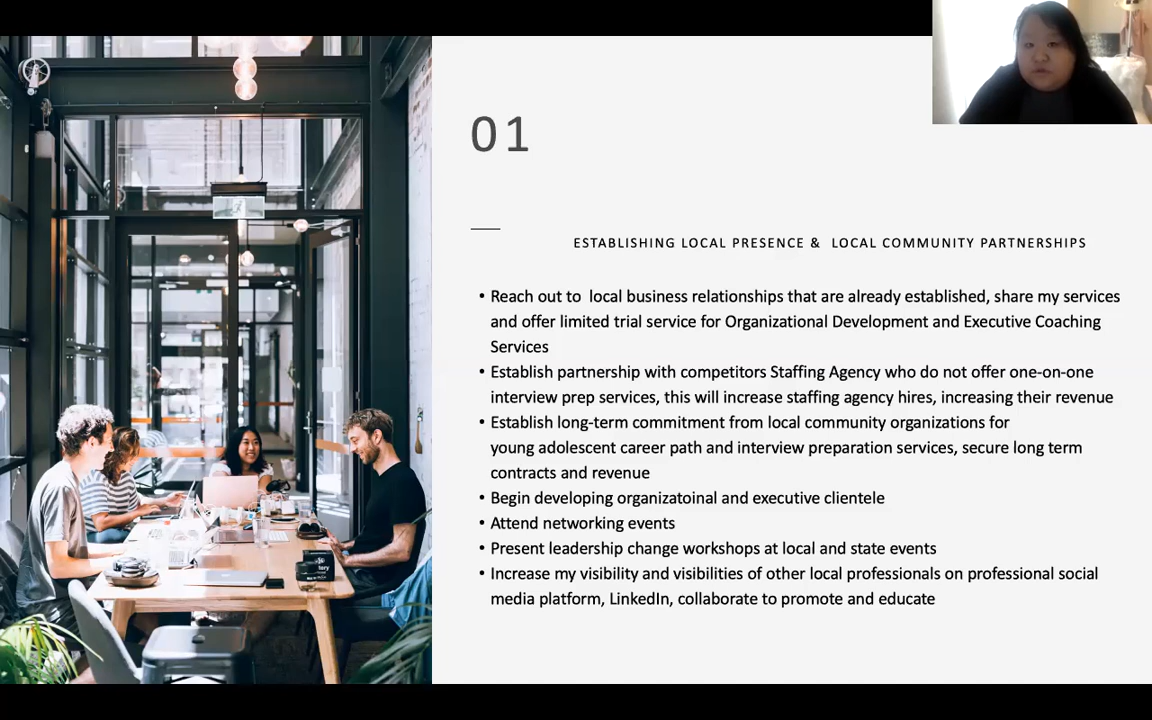 01
ESTABLISHING LOCAL PRESENCE & LOCAL COMMUNITY PARTNERSHIPS
• Reach out to local business relationships that are already established, share my services
and offer limited trial service for Organizational Development and Executive Coaching
Services
• Establish partnership with competitors Staffing Agency who do not offer one-on-one
interview prep services, this will increase staffing agency hires, increasing their revenue
• Establish long-term commitment from local community organizations for
young adolescent career path and interview preparation services, secure long term
contracts and revenue
• Begin developing organizatoinal and executive clientele
• Attend networking events
• Present leadership change workshops at local and state events
• Increase my visibility and visibilities of other local professionals on professional social
media platform, LinkedIn, collaborate to promote and educate